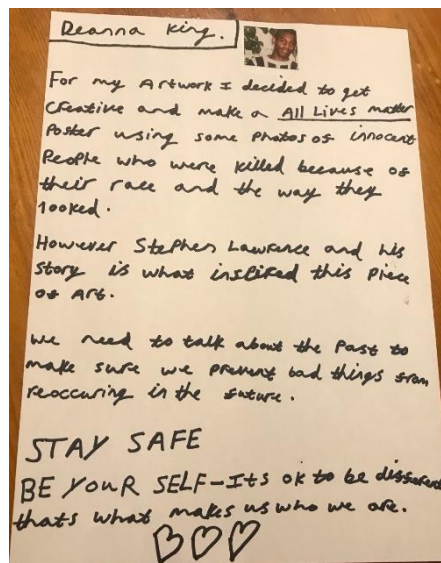 Deanna King.
For my Artwork I decided to get
Creative and make a All Lives matter
Poster using some Photos of innocent
People who were killed because of
their race and the way they
looked.
However Stephen Lawrence and his
Story is what inspired this Piece
of Art.
we need to talk about the Past to
make sure we prevent bad things from
reoccuring in the future.
STAY SAFE
BE YOUR SELF-Its ok to be different
thats what makes us who we are.